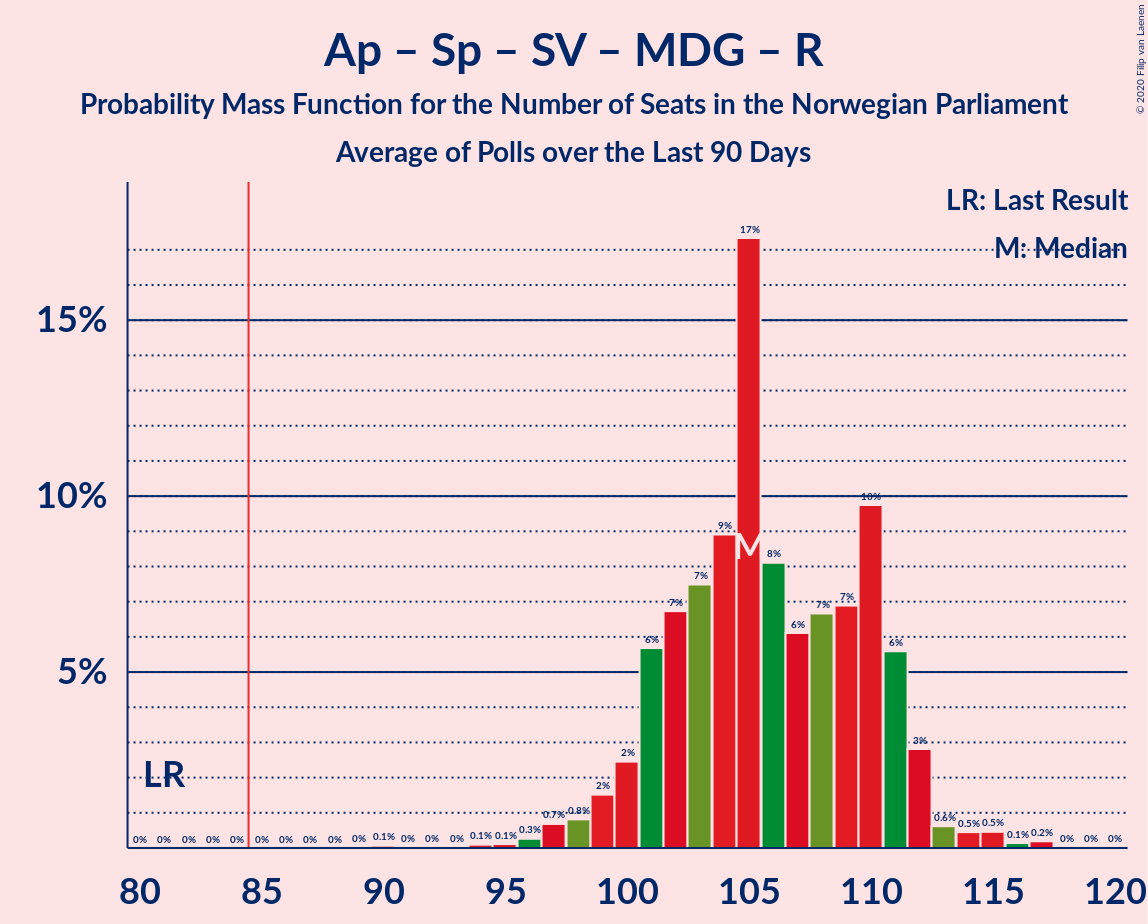 Ap – Sp – SV – MDG – R
Probability Mass Function for the Number of Seats in the Norwegian Parliament
Average of Polls over the Last 90 Days
© 2020 Filip van Laenen
LR: Last Result
M: Median
15%
10%
5%
LR
M
0% 0% 0% 0% 0% 0% 0% 0% 0% 0% 0.1% 0% 0% 0% 0.1% 0.1% 0.3% 0.7% 0.8% 2% 2% 6% 7% 7% 9% 17% 8% 6% 7% 7% 10% 6% 3% 0.6% 0.5% 0.5% 0.1% 0.2% 0% 0% 0%
80 85 90 95 100 105 110 115 120